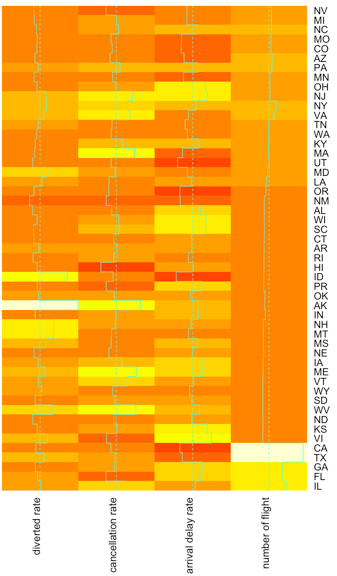 NV
MI
NC
MO
CO
AZ
PA
MN
OH
NJ
NY
VA
TN
WA
KY
MA
UT
MD
LA
OR
NM
AL
WI
SC
CT
AR
RI
HI
ID
PR
OK
AK
IN
NH
MT
MS
NE
IA
ME
VT
WY
SD
WV
ND
KS
VI
CA
TX
GA
FL
IL
diverted rate
cancellation rate
arrival delay rate
number of flight